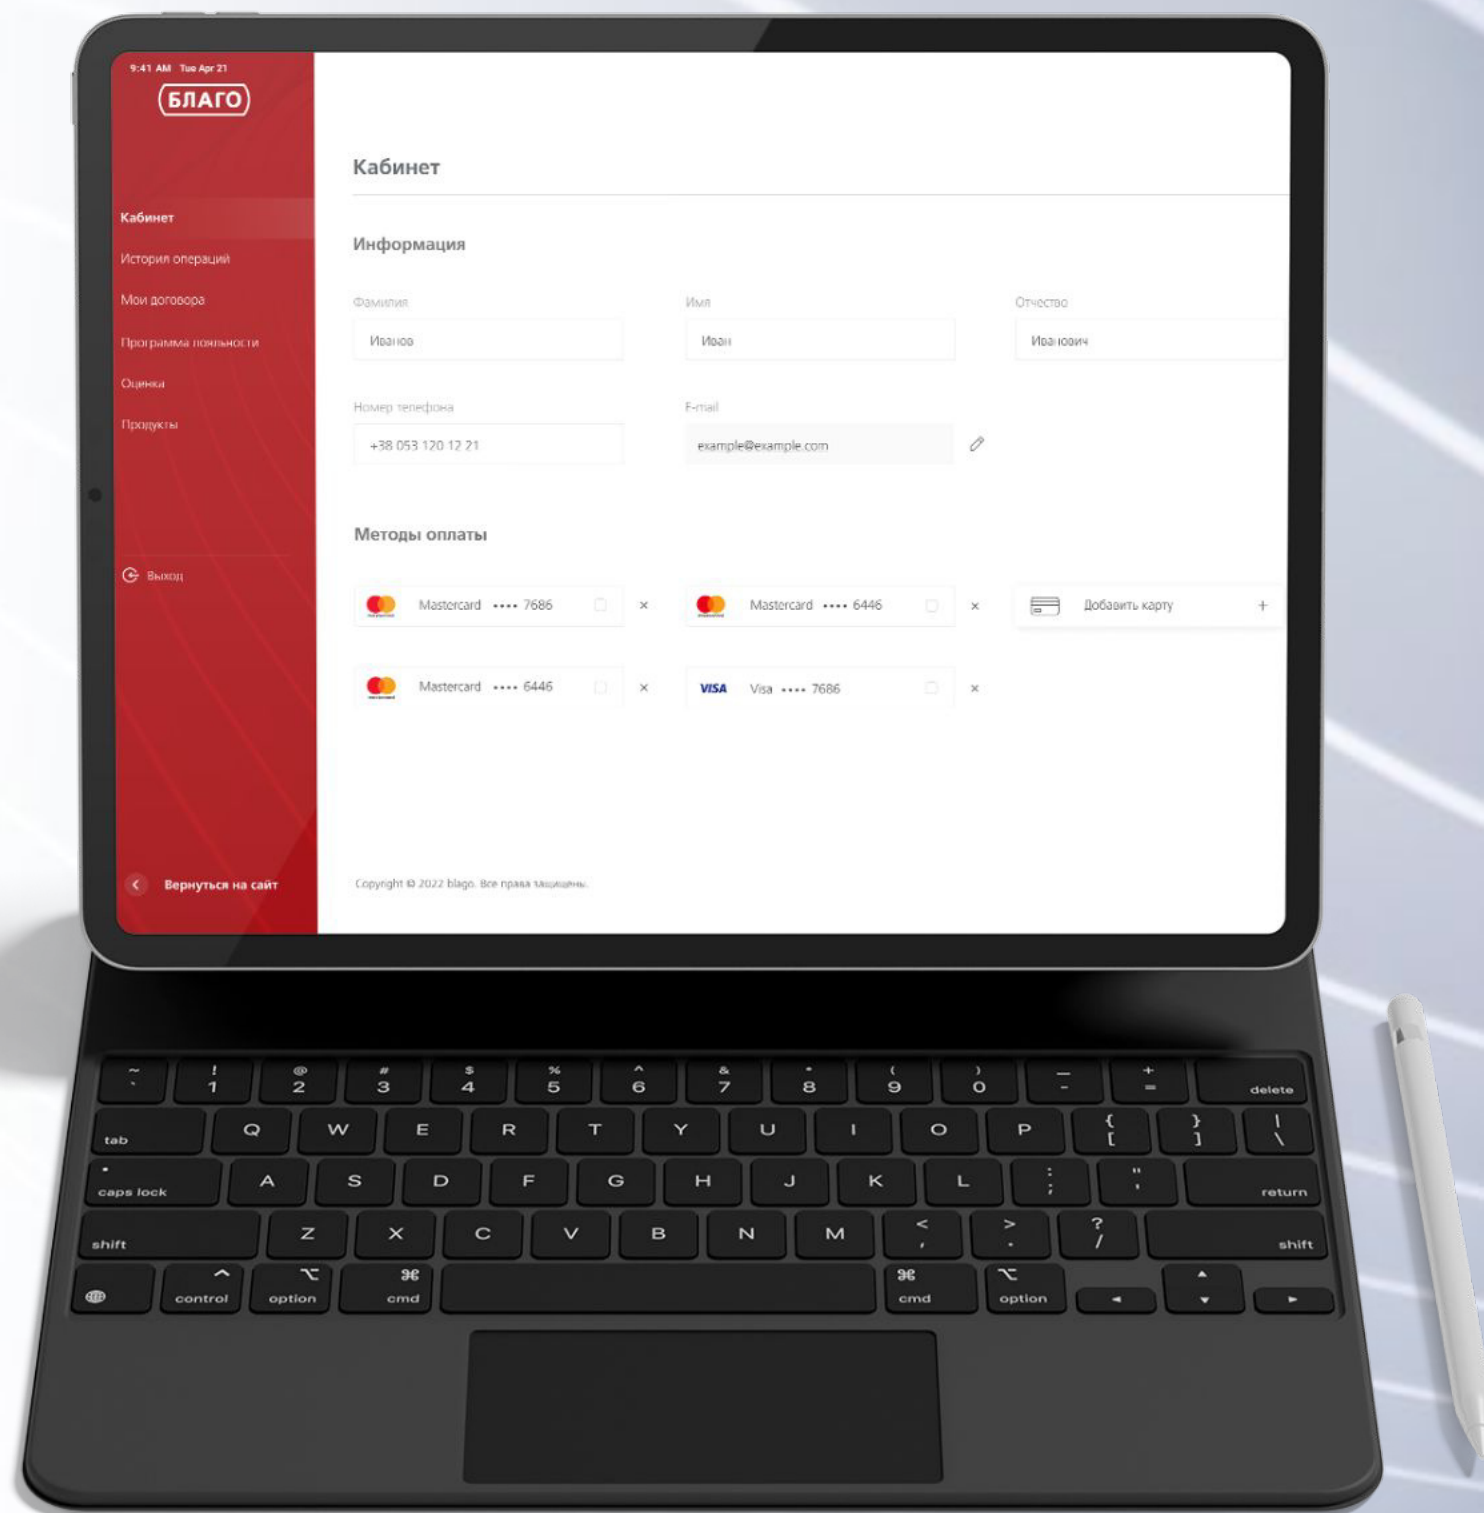 9:41 AM Tue Apr 21
БЛАГО
Кабинет
История операций
Мои договора
Программа лояльности
Оценка
Продукты
Выход
Вернуться на сайт
Кабинет
Информация
Фамилия Имя Отчество
Иванов Иван Иванович
Номер телефона E-mail
+38 053 120 12 21 example@example.com
Методы оплаты
Mastercard •••• 7686 × Mastercard •••• 6446 × Добавить карту +
Mastercard •••• 6446 × VISA Visa •••• 7686 ×
Copyright © 2022 blago. Все права защищены.
~ ! @ # $ % ^ & * ( ) — +
` 1 2 3 4 5 6 7 8 9 0 - = delete
tab Q W E R T Y U I O P { [ } ] | \
caps lock A S D F G H J K L : ; " ' return
shift Z X C V B N M < , > . ? / shift
^ control ⌥ option ⌘ cmd ⌘ cmd ⌥ option ◄ ▲ ▼ ►